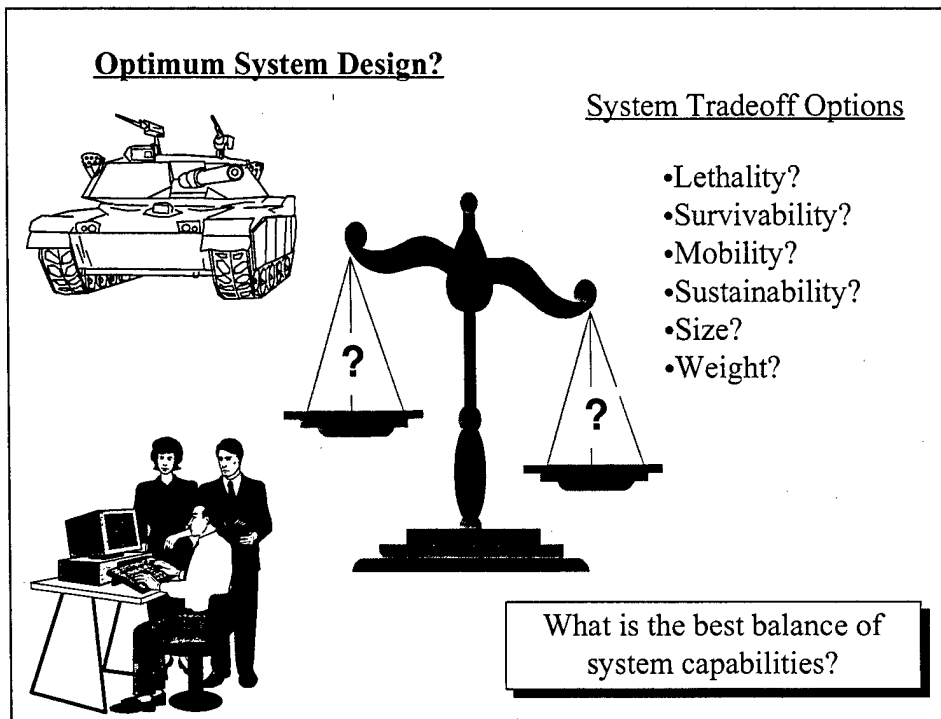 Optimum System Design?
System Tradeoff Options
•Lethality?
•Survivability?
•Mobility?
•Sustainability?
•Size?
•Weight?
?
?
What is the best balance of
system capabilities?